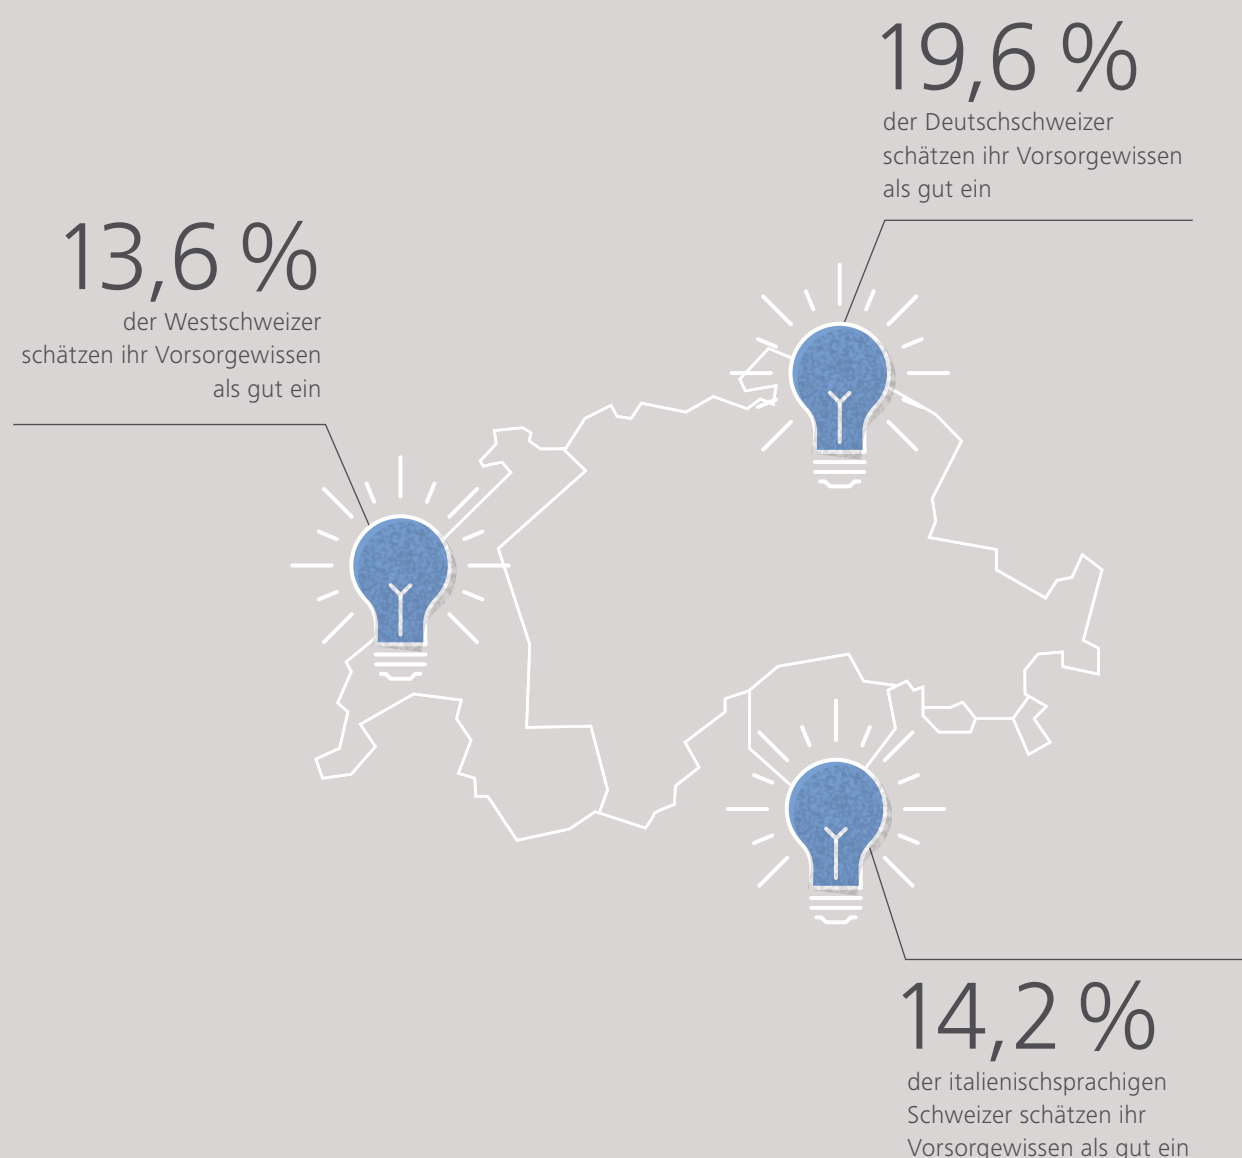 19,6 %
der Deutschschweizer
schätzen ihr Vorsorgewissen
als gut ein
13,6 %
der Westschweizer
schätzen ihr Vorsorgewissen
als gut ein
14,2 %
der italienischsprachigen
Schweizer schätzen ihr
Vorsorgewissen als gut ein